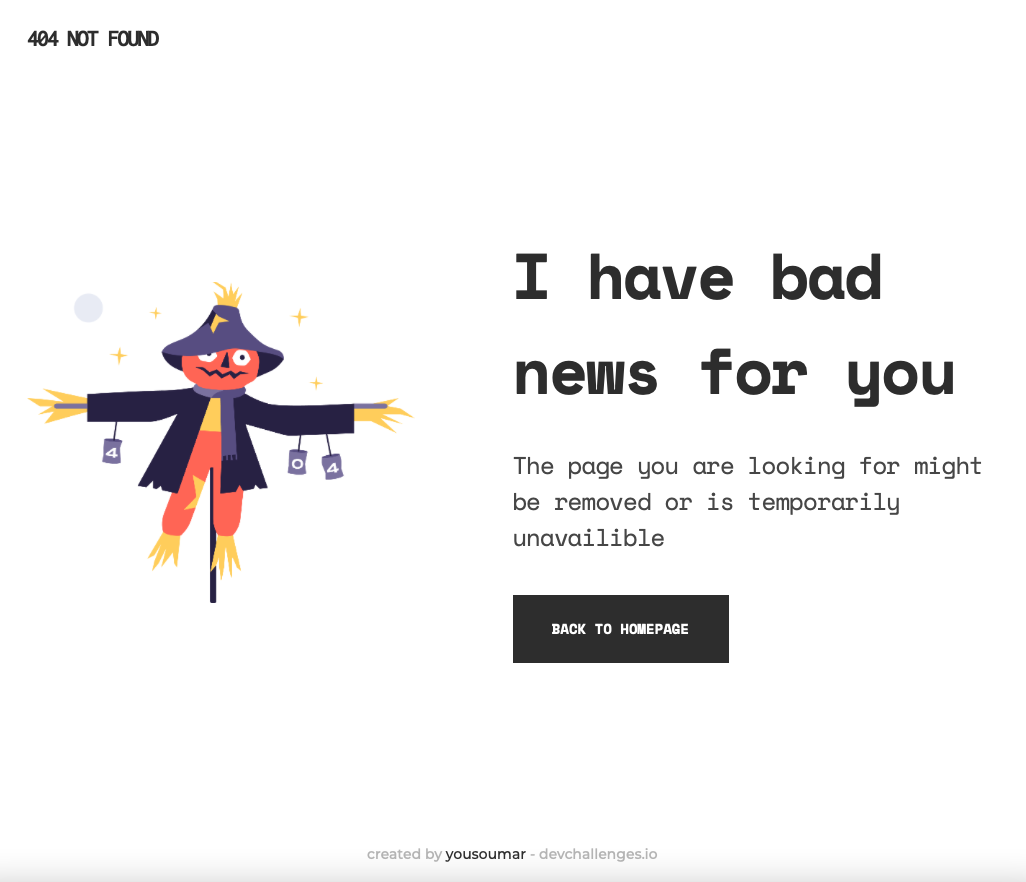 404 NOT FOUND
I have bad
news for you
4
0
4
The page you are looking for might
be removed or is temporarily
unavailible
BACK TO HOMEPAGE
created by yousoumar - devchallenges.io